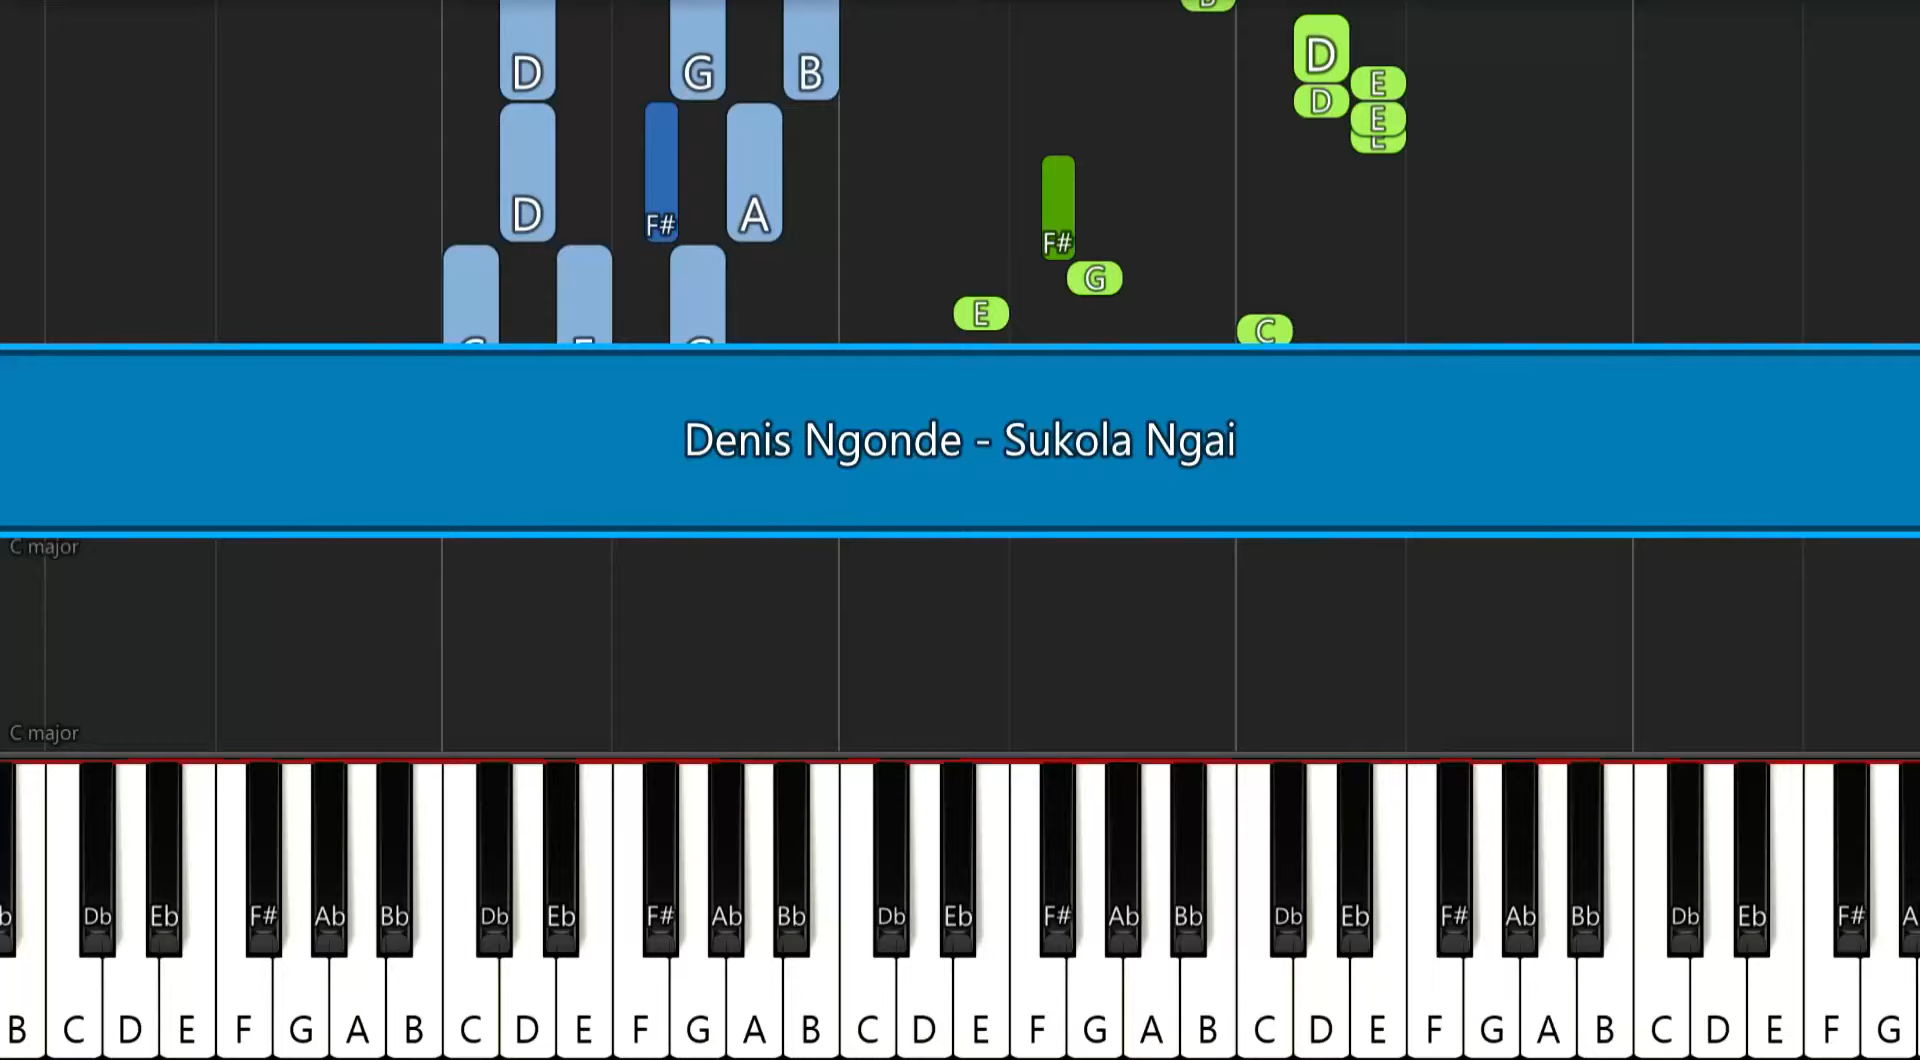 B
D G B D
E
D
E
D F# A E
F#
G
E
C
Denis Ngonde - Sukola Ngai
C major
C major
b Db Eb F# Ab Bb Db Eb F# Ab Bb Db Eb F# Ab Bb Db Eb F# Ab Bb Db Eb F# A
B C D E F G A B C D E F G A B C D E F G A B C D E F G A B C D E F G